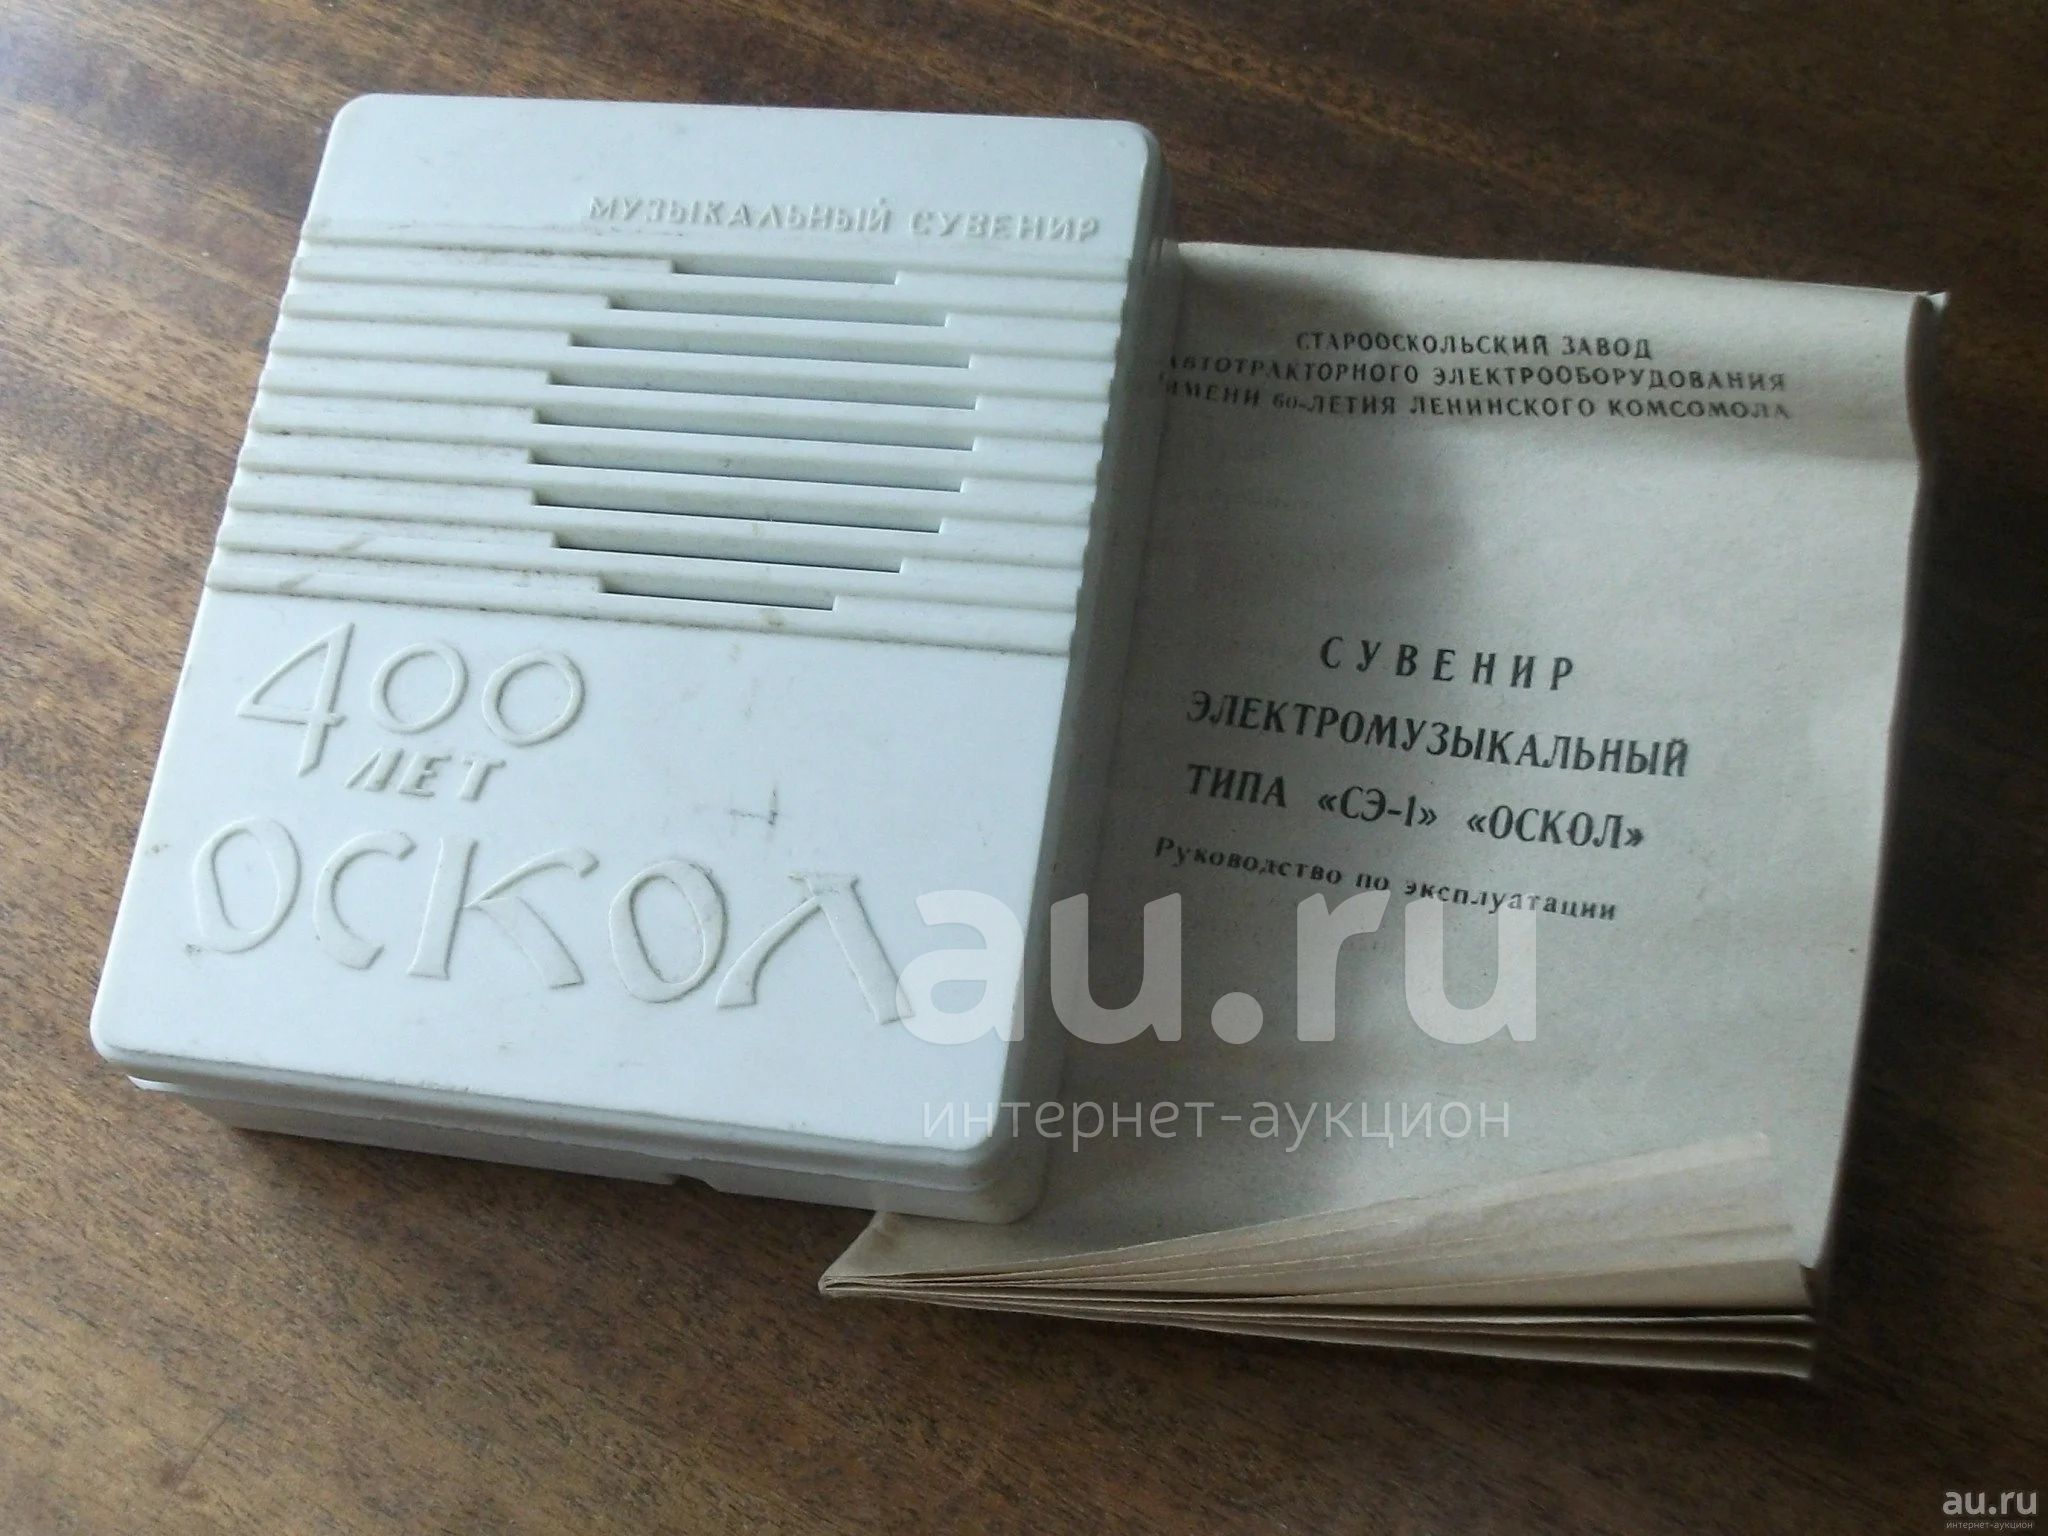 МУЗЫКАЛЬНЫЙ СУВЕНИР
400
ЛЕТ
ОСКОЛ
СТАРООСКОЛЬСКИЙ ЗАВОД
АВТОТРАКТОРНОГО ЭЛЕКТРООБОРУДОВАНИЯ
ИМЕНИ 60-ЛЕТИЯ ЛЕНИНСКОГО КОМСОМОЛА
СУВЕНИР
ЭЛЕКТРОМУЗЫКАЛЬНЫЙ
ТИПА «СЭ-1» «ОСКОЛ»
Руководство по эксплуатации
au.ru
интернет-аукцион
au.ru
интернет-аукцион